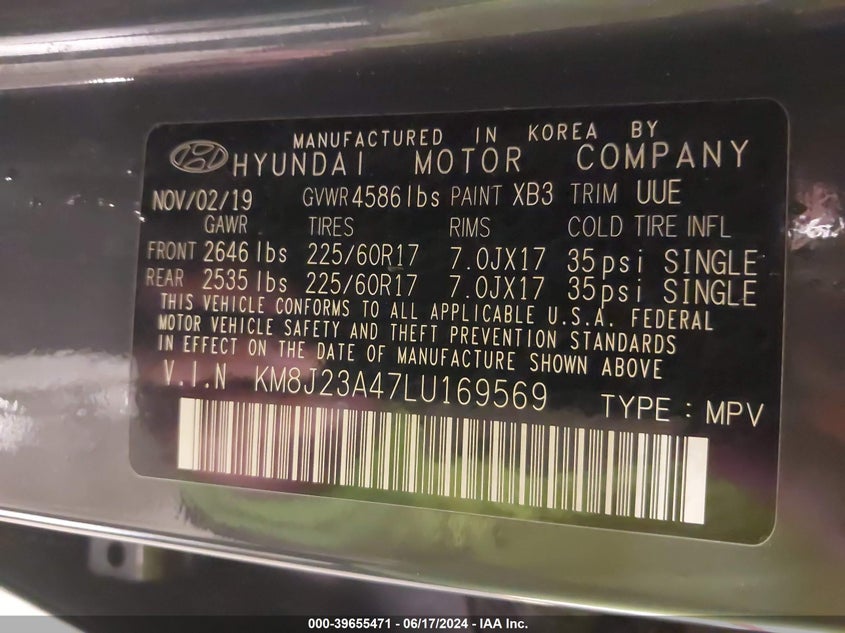 MANUFACTURED IN KOREA BY
HYUNDAI MOTOR COMPANY
NOV/02/19 GVWR 4586 lbs PAINT XB3 TRIM UUE
GAWR TIRES RIMS COLD TIRE INFL
FRONT 2646 lbs 225/60R17 7.0JX17 35psi SINGLE
REAR 2535 lbs 225/60R17 7.0JX17 35psi SINGLE
THIS VEHICLE CONFORMS TO ALL APPLICABLE U.S.A. FEDERAL
MOTOR VEHICLE SAFETY AND THEFT PREVENTION STANDARDS
IN EFFECT ON THE DATE OF MANUFACTURE SHOWN ABOVE
V.I.N KM8J23A47LU169569 TYPE : MPV
000-39655471 - 06/17/2024 - IAA Inc.